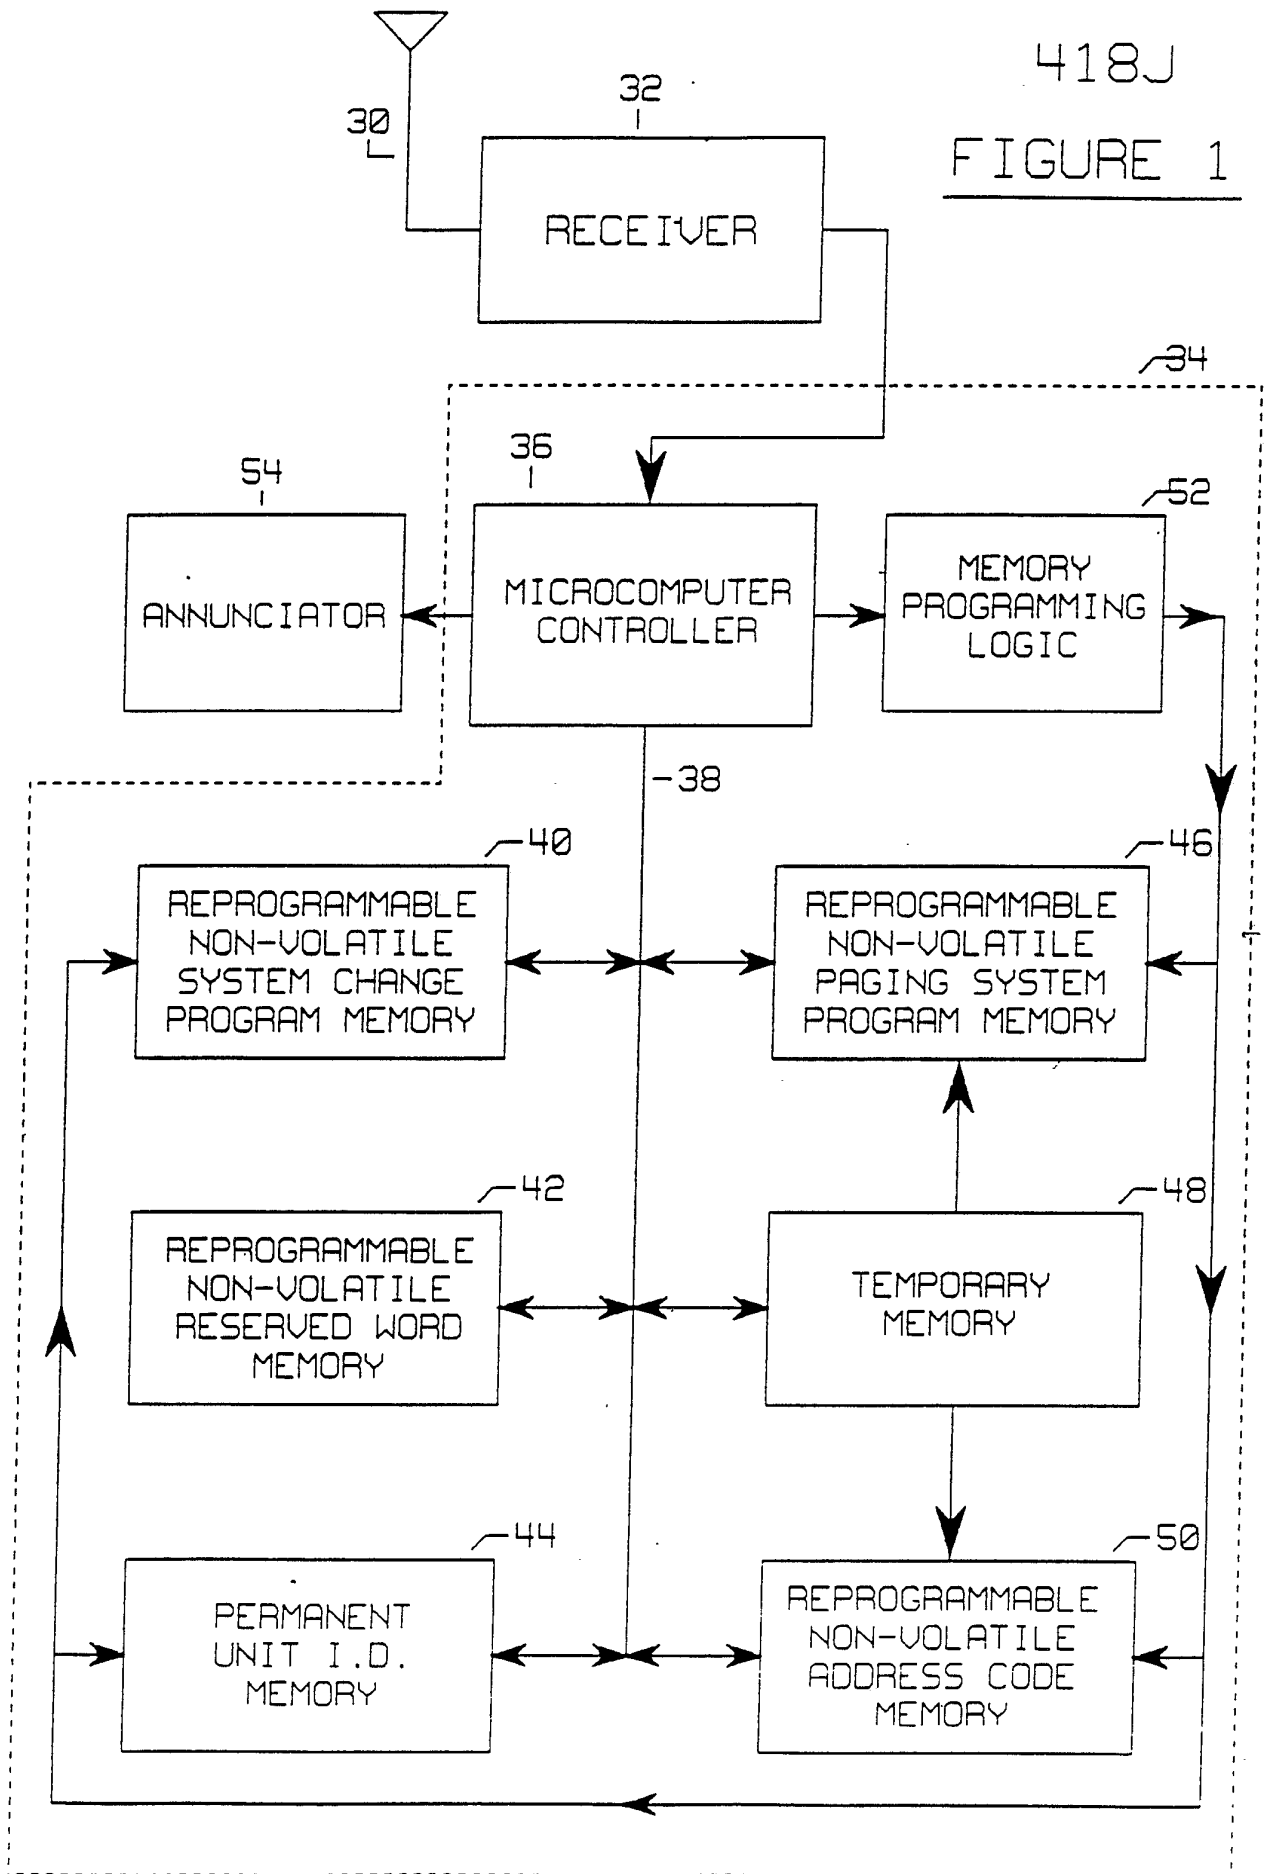 418J
FIGURE 1
30
32
RECEIVER
34
36
MICROCOMPUTER
CONTROLLER
54
ANNUNCIATOR
52
MEMORY
PROGRAMMING
LOGIC
38
40
REPROGRAMMABLE
NON-VOLATILE
SYSTEM CHANGE
PROGRAM MEMORY
46
REPROGRAMMABLE
NON-VOLATILE
PAGING SYSTEM
PROGRAM MEMORY
42
REPROGRAMMABLE
NON-VOLATILE
RESERVED WORD
MEMORY
48
TEMPORARY
MEMORY
44
PERMANENT
UNIT I.D.
MEMORY
50
REPROGRAMMABLE
NON-VOLATILE
ADDRESS CODE
MEMORY